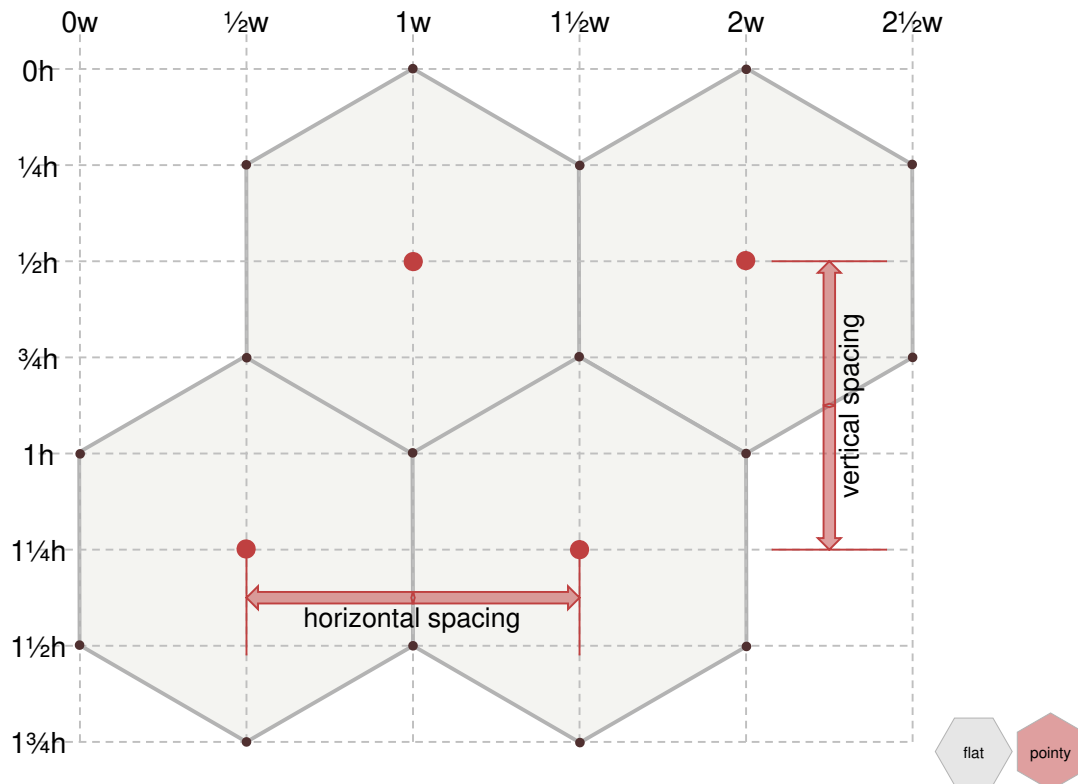 0w ½w 1w 1½w 2w 2½w
0h
¼h
½h
¾h
vertical spacing
1h
1¼h
horizontal spacing
1½h
1¾h
flat pointy